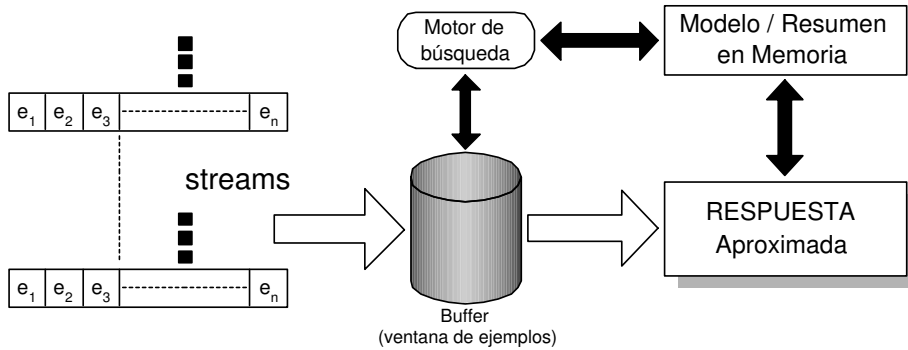 Motor de
búsqueda
Modelo / Resumen
en Memoria
e1 e2 e3 en
streams
RESPUESTA
Aproximada
e1 e2 e3 en
Buffer
(ventana de ejemplos)